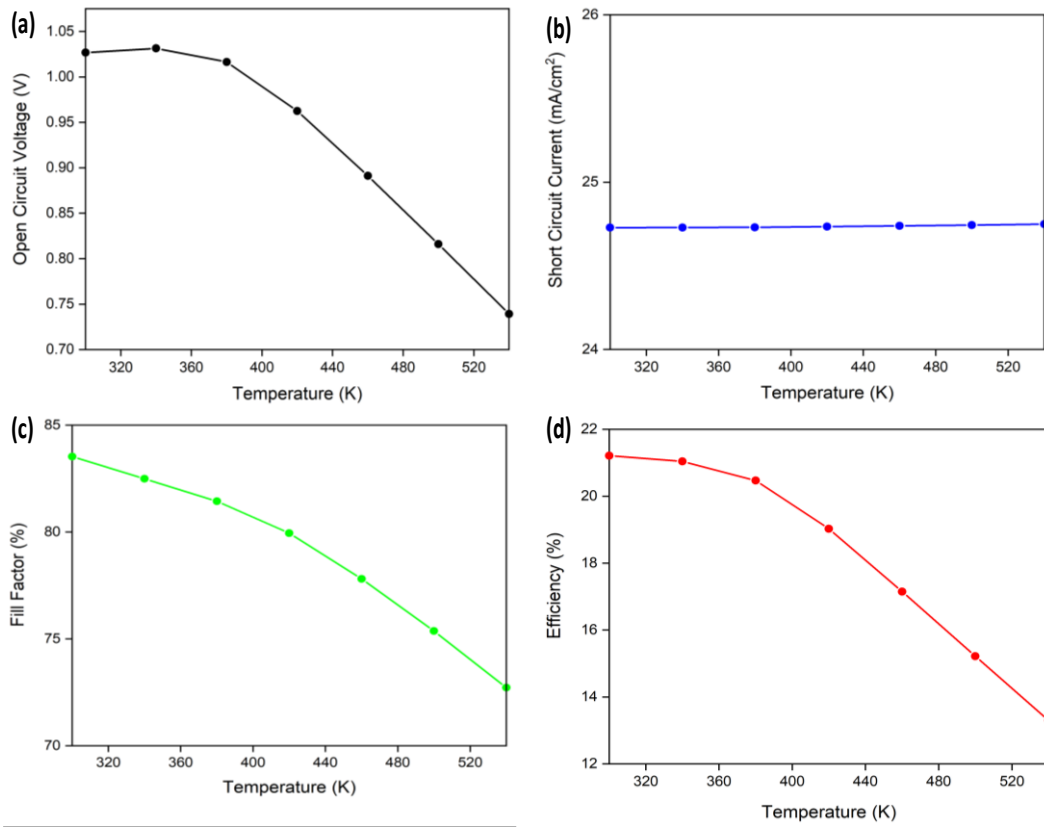 (a)
1.05
1.00
0.95
0.90
0.85
0.80
0.75
0.70
Open Circuit Voltage (V)
320 360 400 440 480 520
Temperature (K)
(b)
26
25
24
Short Circuit Current (mA/cm²)
320 360 400 440 480 520
Temperature (K)
(c)
85
80
75
70
Fill Factor (%)
320 360 400 440 480 520
Temperature (K)
(d)
22
20
18
16
14
12
Efficiency (%)
320 360 400 440 480 520
Temperature (K)